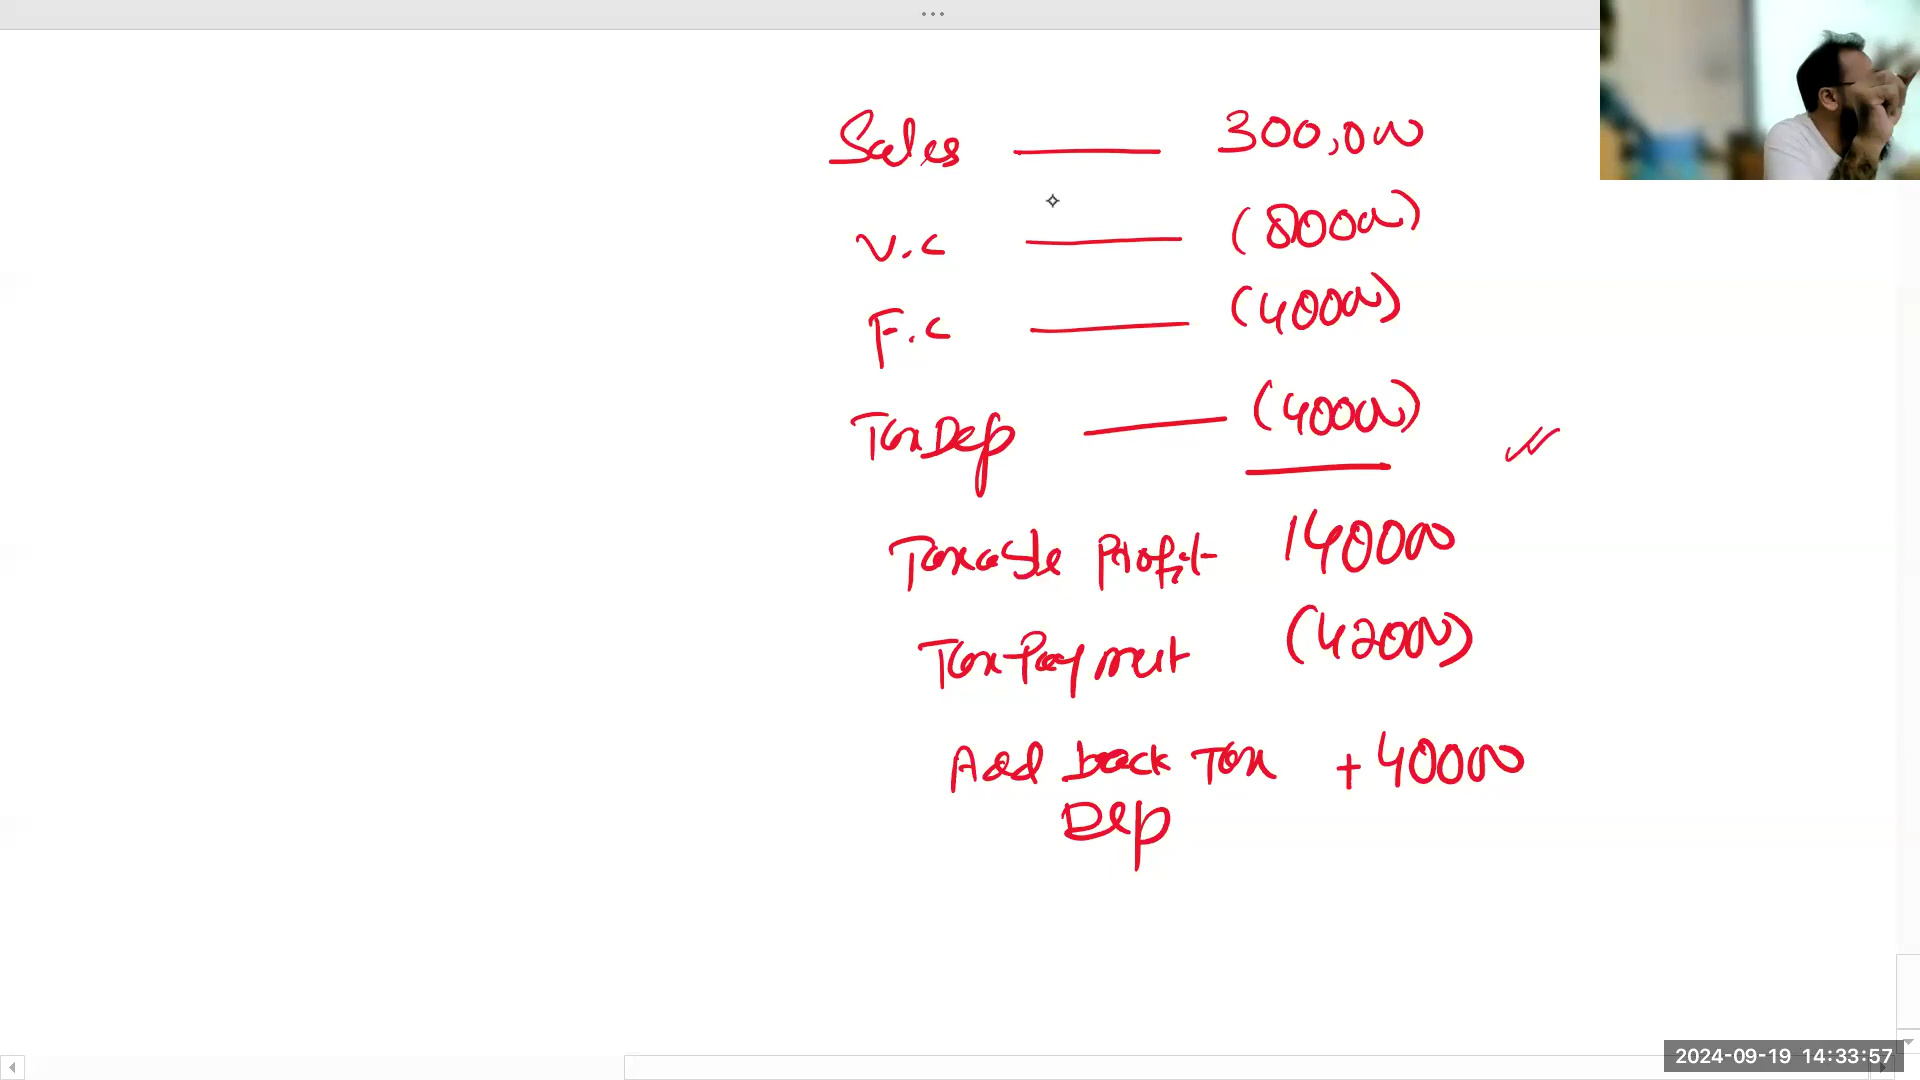 Sales — 300,000
V.C — (80000)
F.C — (40000)
Tax Dep — (40000)
Taxable Profit 140000
Tax Payment (42000)
Add back Tax + 40000
Dep
2024-09-19 14:33:57